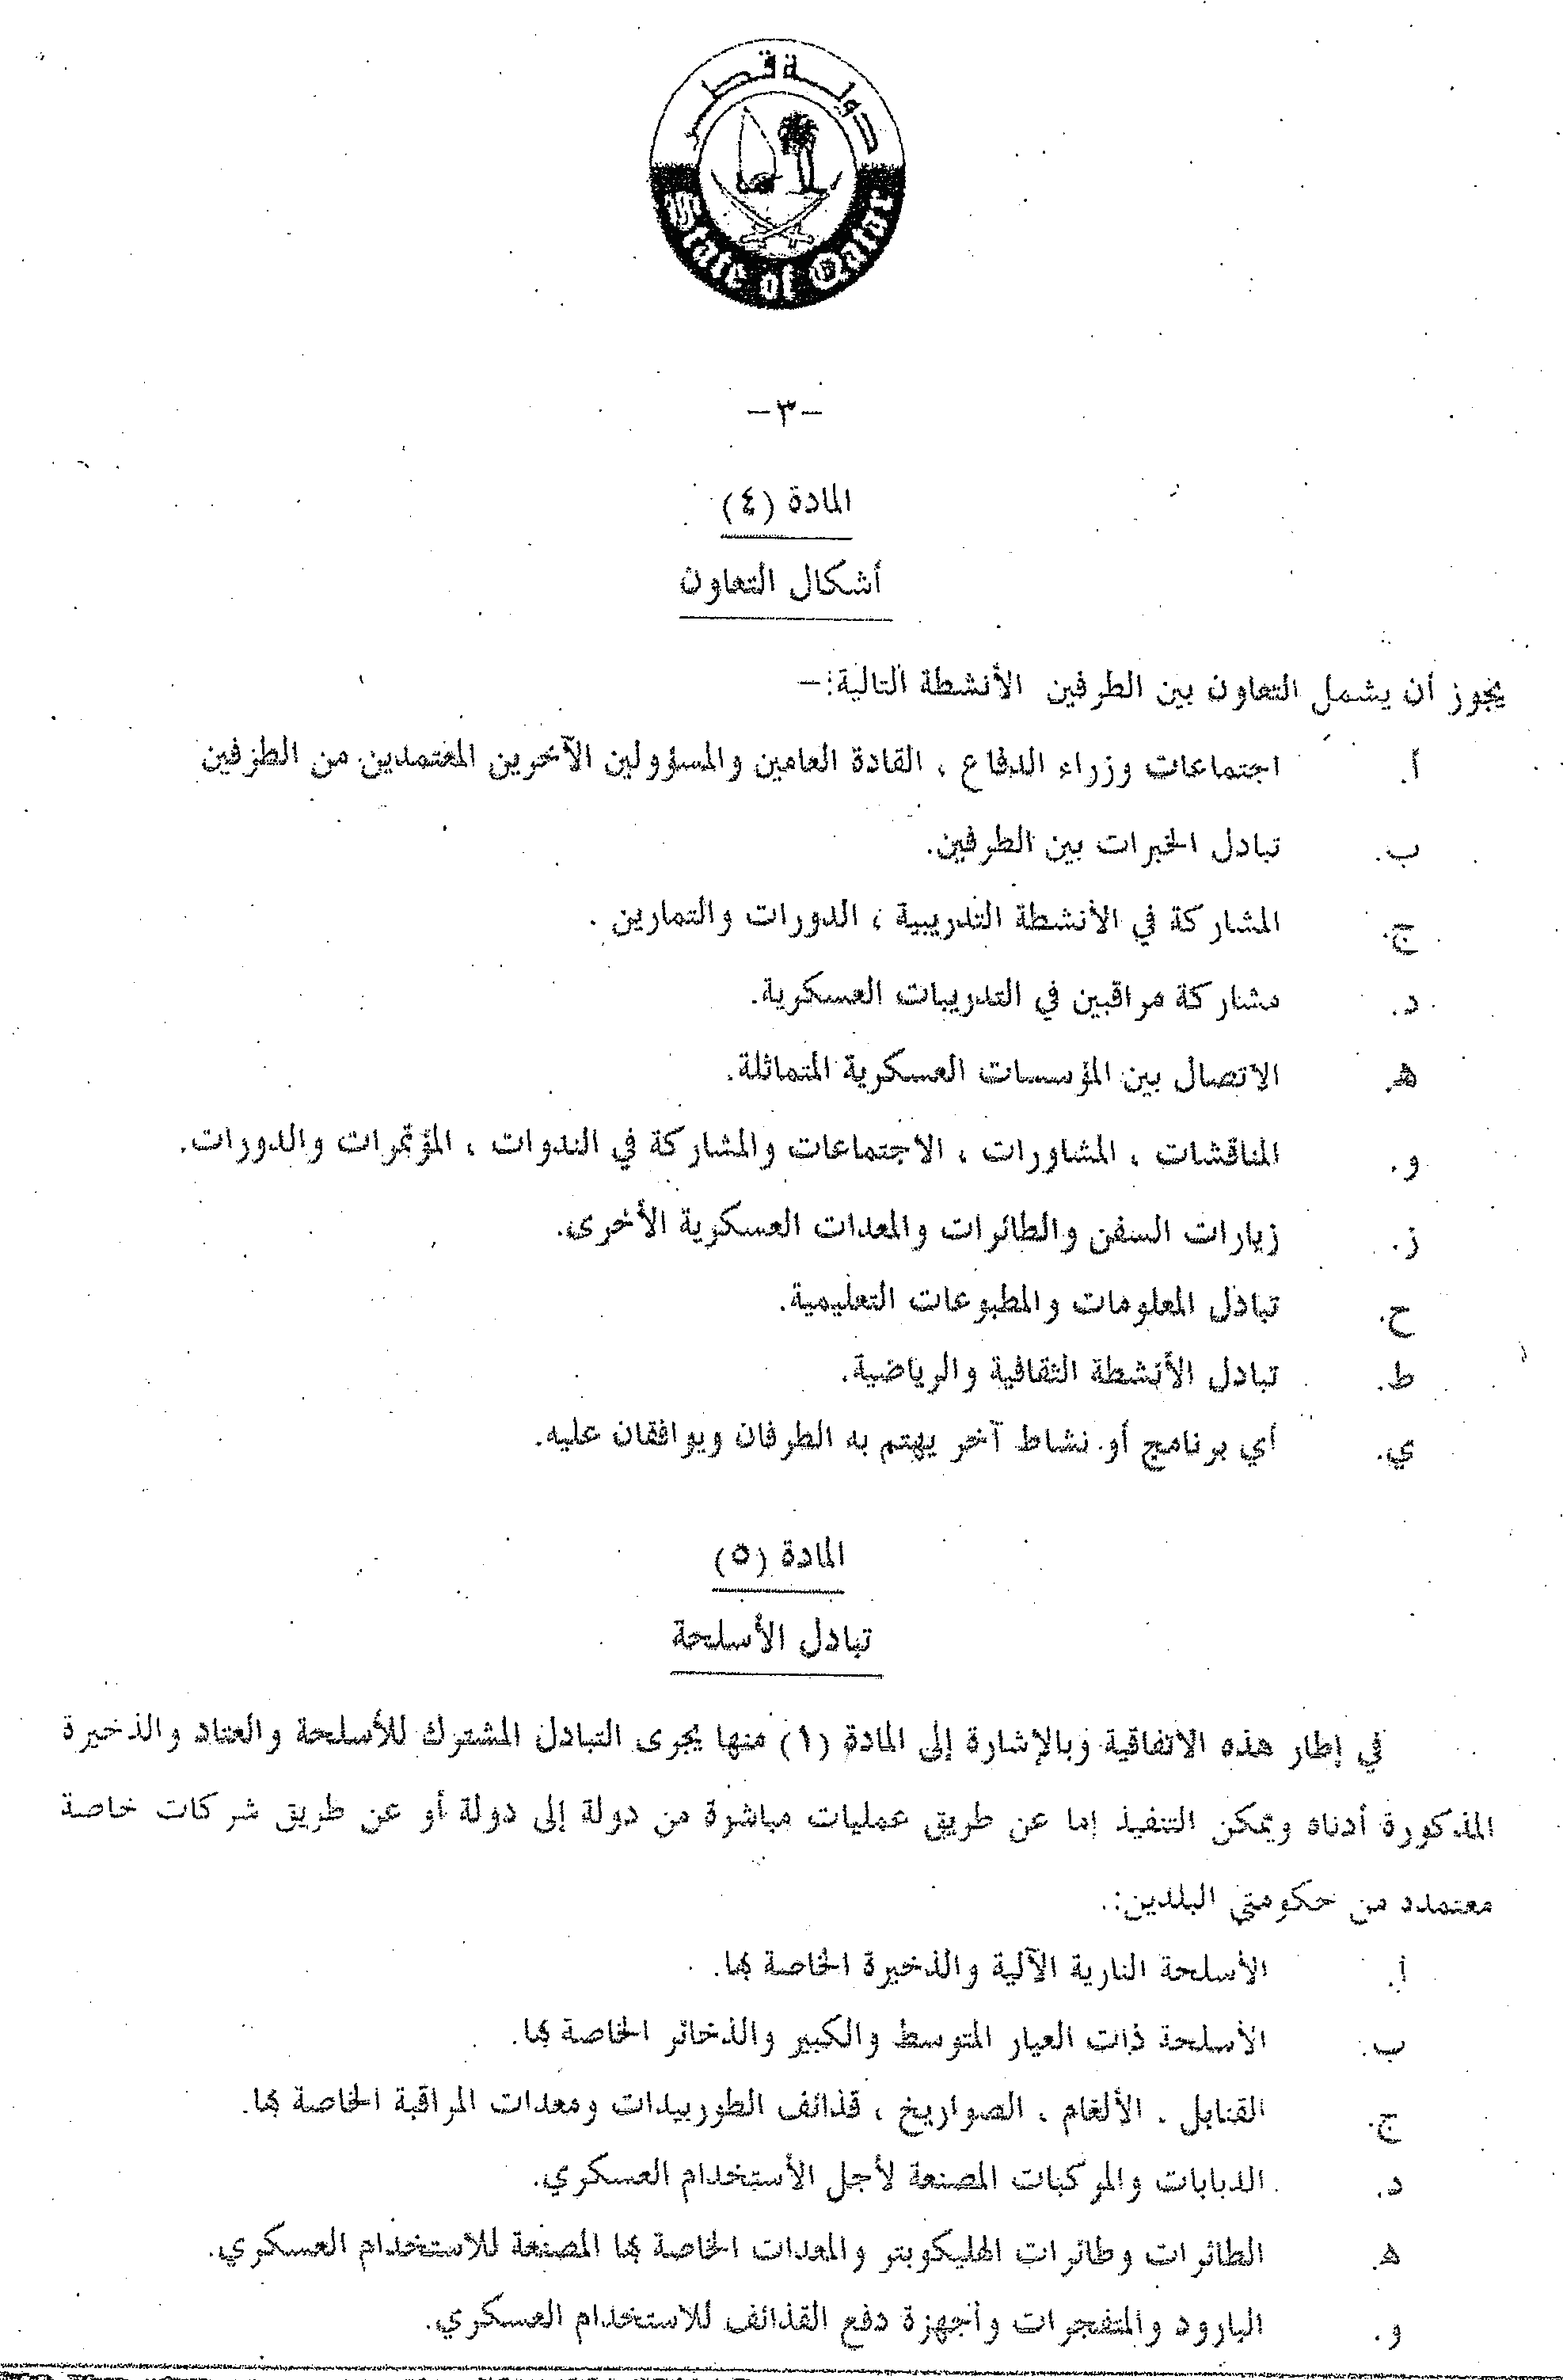 دولة قطر
State of Qatar
-٣-
المادة (٤)
أشكال التعاون
يجوز أن يشمل التعاون بين الطرفين الأنشطة التالية:-
أ. اجتماعات وزراء الدفاع ، القادة العامين والمسؤولين الآخرين المعتمدين من الطرفين
ب. تبادل الخبرات بين الطرفين.
ج. المشاركة في الأنشطة التدريبية ، الدورات والتمارين .
د. مشاركة مراقبين في التدريبات العسكرية.
هـ. الاتصال بين المؤسسات العسكرية المتماثلة.
و. المناقشات ، المشاورات ، الاجتماعات والمشاركة في الندوات ، المؤتمرات والدورات.
ز. زيارات السفن والطائرات والمعدات العسكرية الأخرى.
ح. تبادل المعلومات والمطبوعات التعليمية.
ط. تبادل الأنشطة الثقافية والرياضية.
ي. أي برنامج أو نشاط آخر يهتم به الطرفان ويوافقان عليه.
المادة (٥)
تبادل الأسلحة
في إطار هذه الاتفاقية وبالإشارة إلى المادة (١) منها يجرى التبادل المشترك للأسلحة والعتاد والذخيرة
المذكورة أدناه ويمكن التنفيذ إما عن طريق عمليات مباشرة من دولة إلى دولة أو عن طريق شركات خاصة
معتمدد من حكومتي البلدين:.
أ. الأسلحة النارية الآلية والذخيرة الخاصة بها.
ب. الأسلحة ذات العيار المتوسط والكبير والذخائر الخاصة بها.
ج. القنابل ، الألغام ، الصواريخ ، قذائف الطوربيدات ومعدات المراقبة الخاصة بها.
د. الدبابات والمركبات المصنعة لأجل الأستخدام العسكري.
هـ. الطائرات وطائرات الهليكوبتر والمعدات الخاصة بها المصنعة للاستخدام العسكري.
و. البارود والمتفجرات وأجهزة دفع القذائف للاستخدام العسكري.